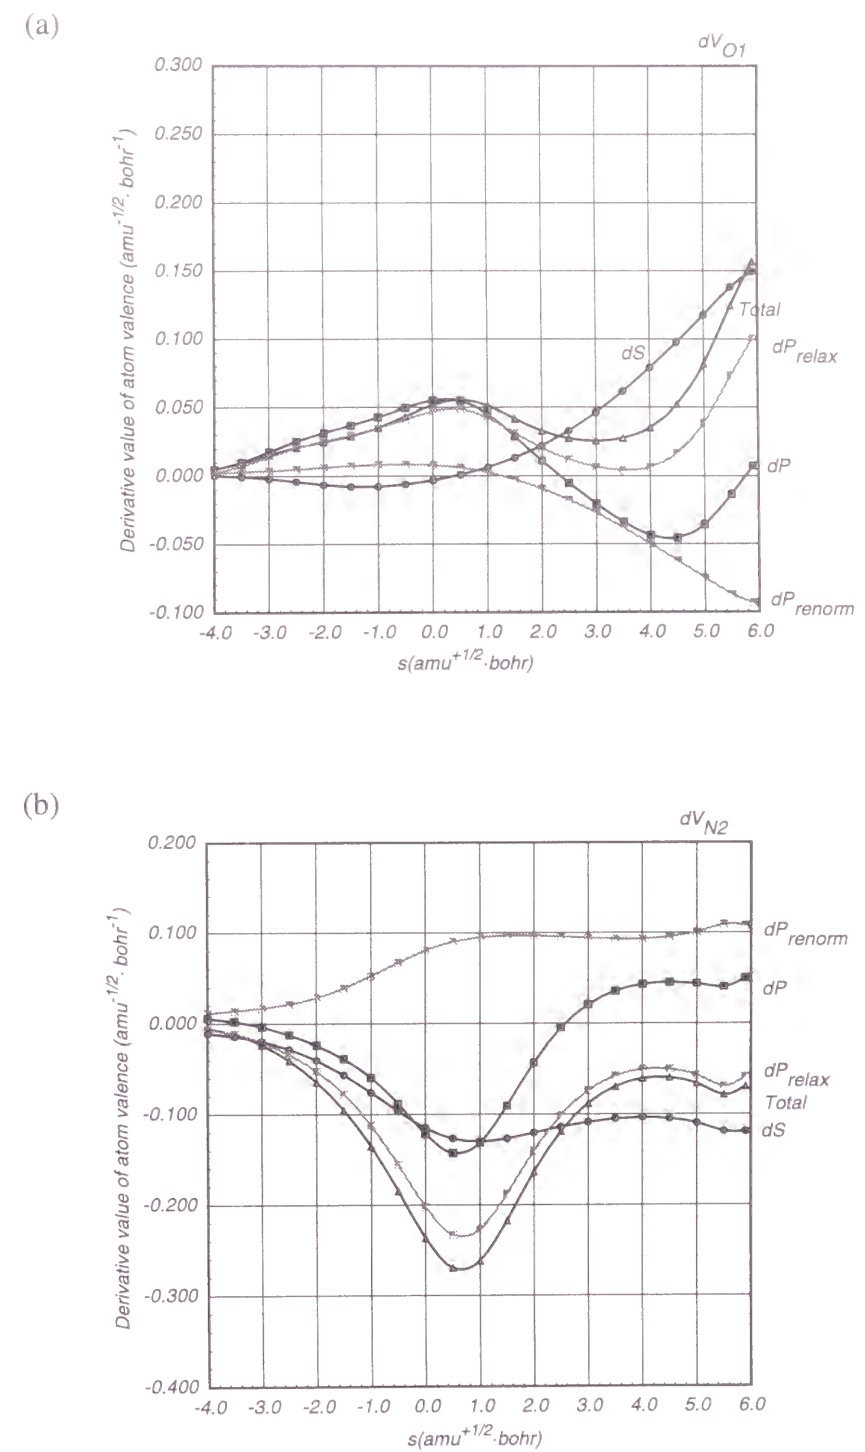 (a)
dV_O1
0.300
0.250
0.200
0.150
0.100
0.050
0.000
-0.050
-0.100
Derivative value of atom valence (amu^-1/2 · bohr^-1)
Total
dS
dP_relax
dP
dP_renorm
-4.0 -3.0 -2.0 -1.0 0.0 1.0 2.0 3.0 4.0 5.0 6.0
s(amu^+1/2·bohr)
(b)
dV_N2
0.200
0.100
0.000
-0.100
-0.200
-0.300
-0.400
Derivative value of atom valence (amu^-1/2 · bohr^-1)
dP_renorm
dP
dP_relax
Total
dS
-4.0 -3.0 -2.0 -1.0 0.0 1.0 2.0 3.0 4.0 5.0 6.0
s(amu^+1/2·bohr)